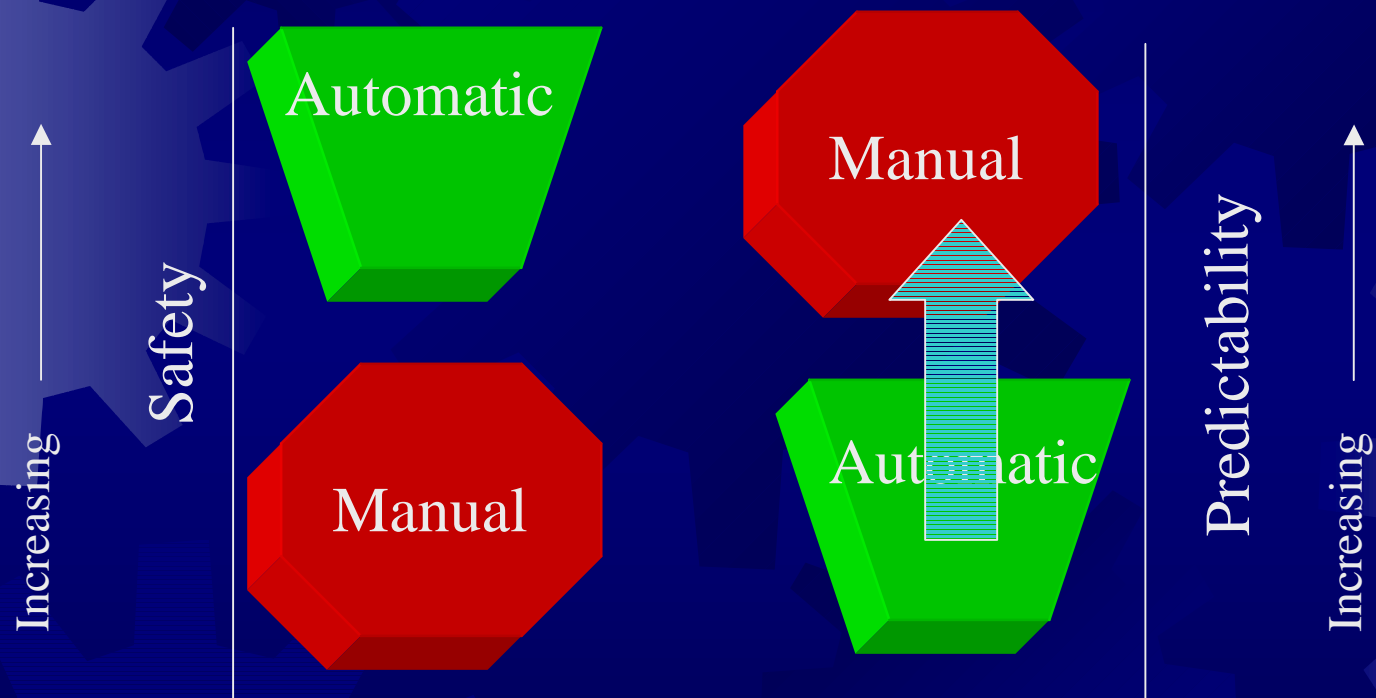 Automatic
Manual
Safety
Increasing
Manual
Automatic
Predictability
Increasing